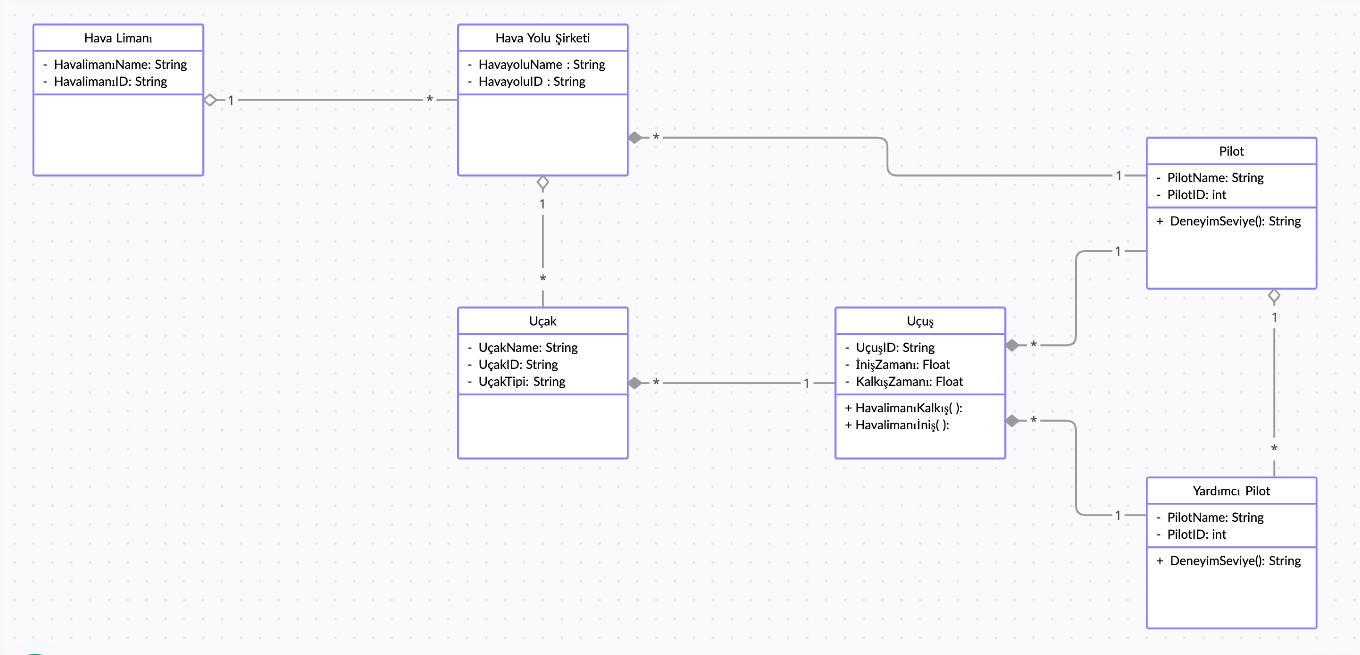 Hava Limanı
- HavalimanıName: String
- HavalimanıID: String
1
*
Hava Yolu Şirketi
- HavayoluName : String
- HavayoluID : String
*
1
1
*
Pilot
- PilotName: String
- PilotID: int
+ DeneyimSeviye(): String
1
*
1
*
Uçak
- UçakName: String
- UçakID: String
- UçakTipi: String
*
1
Uçuş
- UçuşID: String
- İnişZamanı: Float
- KalkışZamanı: Float
+ HavalimanıKalkış( ):
+ Havalimanıİniş( ):
*
1
Yardımcı Pilot
- PilotName: String
- PilotID: int
+ DeneyimSeviye(): String